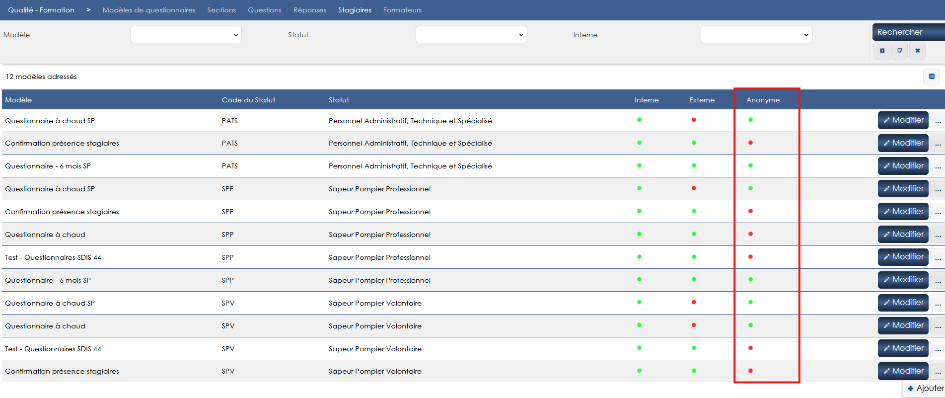 Qualité - Formation > Modèles de questionnaires Sections Questions Réponses Stagiaires Formateurs
Modèle Statut Interne Rechercher
12 modèles adressés
Modèle Code du Statut Statut Interne Externe Anonyme
Questionnaire à chaud SP PATS Personnel Administratif, Technique et Spécialisé Modifier ...
Confirmation présence stagiaires PATS Personnel Administratif, Technique et Spécialisé Modifier ...
Questionnaire - 6 mois SP PATS Personnel Administratif, Technique et Spécialisé Modifier ...
Questionnaire à chaud SP SPP Sapeur Pompier Professionnel Modifier ...
Confirmation présence stagiaires SPP Sapeur Pompier Professionnel Modifier ...
Questionnaire à chaud SPP Sapeur Pompier Professionnel Modifier ...
Test - Questionnaires SDIS 44 SPP Sapeur Pompier Professionnel Modifier ...
Questionnaire - 6 mois SP SPP Sapeur Pompier Professionnel Modifier ...
Questionnaire à chaud SP SPV Sapeur Pompier Volontaire Modifier ...
Questionnaire à chaud SPV Sapeur Pompier Volontaire Modifier ...
Test - Questionnaires SDIS 44 SPV Sapeur Pompier Volontaire Modifier ...
Confirmation présence stagiaires SPV Sapeur Pompier Volontaire Modifier ...
+ Ajouter